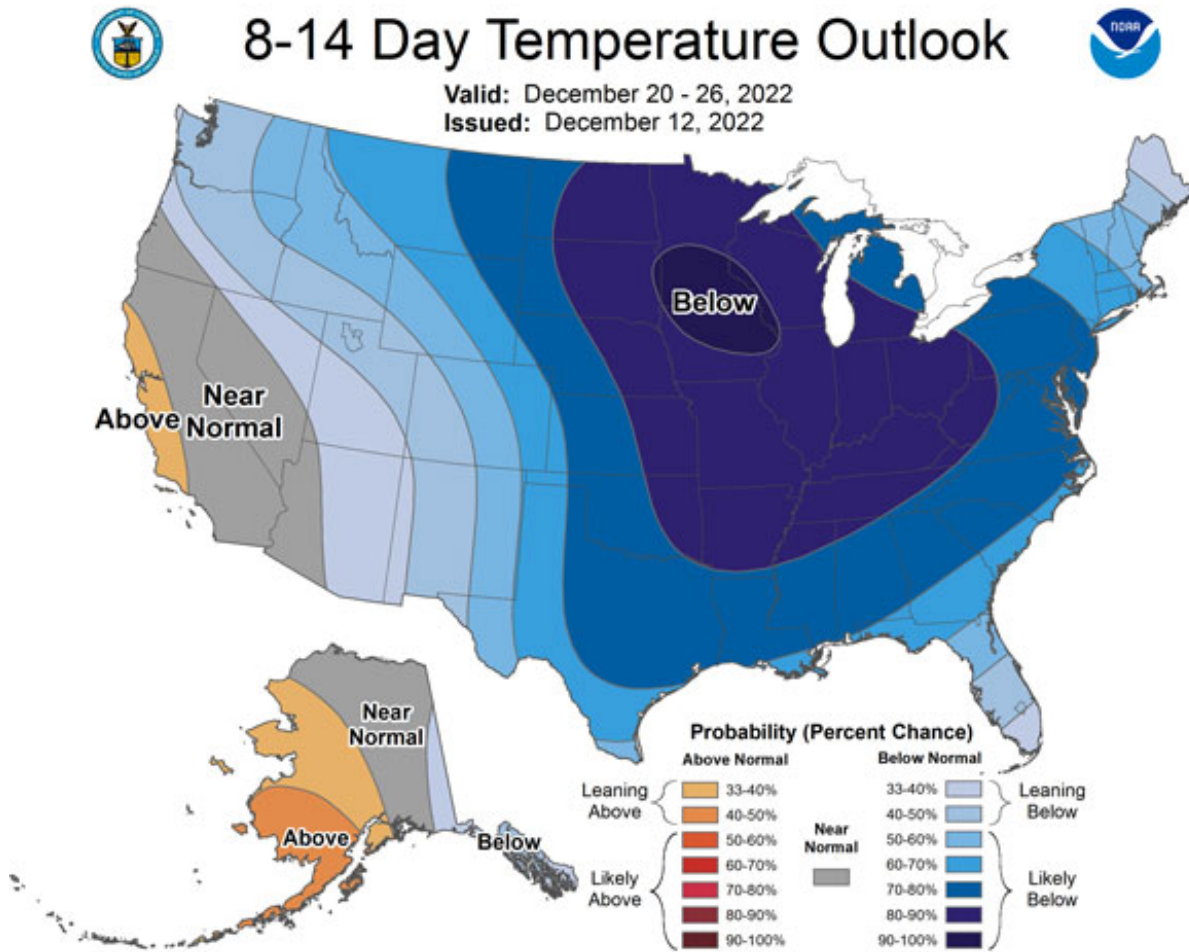 8-14 Day Temperature Outlook
NOAA
Valid: December 20 - 26, 2022
Issued: December 12, 2022
Below
Near
Normal
Above
Near
Normal
Above
Below
Probability (Percent Chance)
Above Normal
Below Normal
Leaning
Above
33-40%
40-50%
Likely
Above
50-60%
60-70%
70-80%
80-90%
90-100%
Near
Normal
33-40%
40-50%
Leaning
Below
50-60%
60-70%
70-80%
80-90%
90-100%
Likely
Below